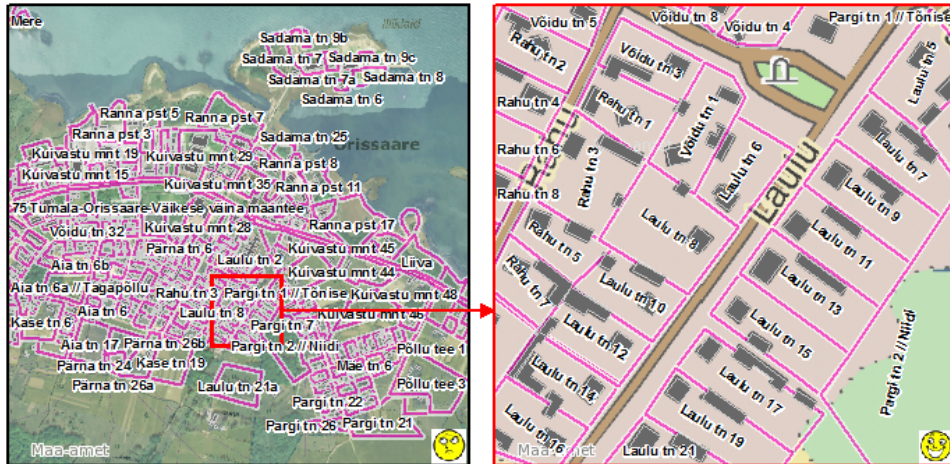 Mere
Sadama tn 9b
Sadama tn 7
Sadama tn 9c
Sadama tn 7a
Sadama tn 8
Sadama tn 6
Ranna pst 5
Ranna pst 7
Ranna pst 3
Sadama tn 25
Orissaare
Kuivastu mnt 19
Kuivastu mnt 29
Ranna pst 8
Kuivastu mnt 15
Kuivastu mnt 35
Ranna pst 11
75 Tumala-Orissaare-Väikese väina maantee
Ranna pst 17
Võidu tn 32
Kuivastu mnt 28
Pärna tn 6
Kuivastu mnt 45
Laulu tn 2
Liiva
Aia tn 6b
Kuivastu mnt 44
Aia tn 6a // Tagapõllu
Rahu tn 3
Pargi tn 1 // Tõnise
Kuivastu mnt 48
Aia tn 6
Laulu tn 8
Kuivastu mnt 46
Kase tn 6
Pargi tn 7
Aia tn 17
Pärna tn 26b
Pargi tn 2 // Niidi
Põllu tee 1
Pärna tn 24
Kase tn 19
Mäe tn 6
Pärna tn 26a
Laulu tn 21a
Põllu tee 3
Pargi tn 22
Pargi tn 26
Pargi tn 21
Maa-amet
Võidu tn 5
Võidu tn 8
Võidu tn 4
Pargi tn 1 // Tõnise
Rahu tn 2
Võidu tn 3
Laulu tn 5
Rahu tn 4
Rahu tn 1
Võidu tn 1
Rahu tn 6
Rahu
Rahu tn 3
Laulu tn 6
Laulu tn 7
Rahu tn 8
Laulu
Laulu tn 9
Rahu tn 5
Laulu tn 8
Laulu tn 11
Rahu tn 7
Laulu tn 10
Laulu tn 13
Laulu tn 12
Laulu tn 15
Pargi tn 2 // Niidi
Laulu tn 14
Laulu tn 17
Laulu tn 16
Laulu tn 19
Laulu tn 21
Maa-amet